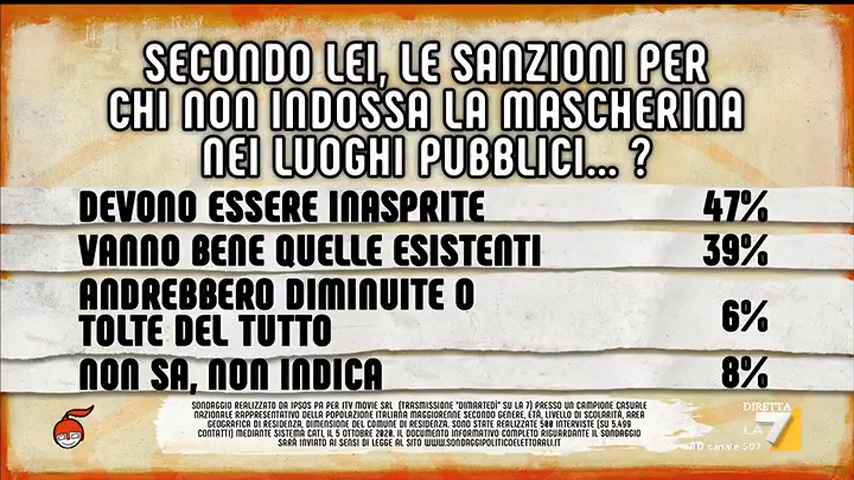 SECONDO LEI, LE SANZIONI PER
CHI NON INDOSSA LA MASCHERINA
NEI LUOGHI PUBBLICI... ?
DEVONO ESSERE INASPRITE 47%
VANNO BENE QUELLE ESISTENTI 39%
ANDREBBERO DIMINUITE O
TOLTE DEL TUTTO 6%
NON SA, NON INDICA 8%
SONDAGGIO REALIZZATO DA IPSOS PA PER ITV MOVIE SRL (TRASMISSIONE "DIMARTEDÌ" SU LA 7) PRESSO UN CAMPIONE CASUALE
NAZIONALE RAPPRESENTATIVO DELLA POPOLAZIONE ITALIANA MAGGIORENNE SECONDO GENERE, ETÀ, LIVELLO DI SCOLARITÀ, AREA
GEOGRAFICA DI RESIDENZA, DIMENSIONE DEL COMUNE DI RESIDENZA. SONO STATE REALIZZATE 500 INTERVISTE (SU 5.499
CONTATTI) MEDIANTE SISTEMA CATI, IL 5 OTTOBRE 2020. IL DOCUMENTO INFORMATIVO COMPLETO RIGUARDANTE IL SONDAGGIO
SARÀ INVIATO AI SENSI DI LEGGE AL SITO WWW.SONDAGGIPOLITICOELETTORALI.IT
DIRETTA
LA 7
HD canale 507